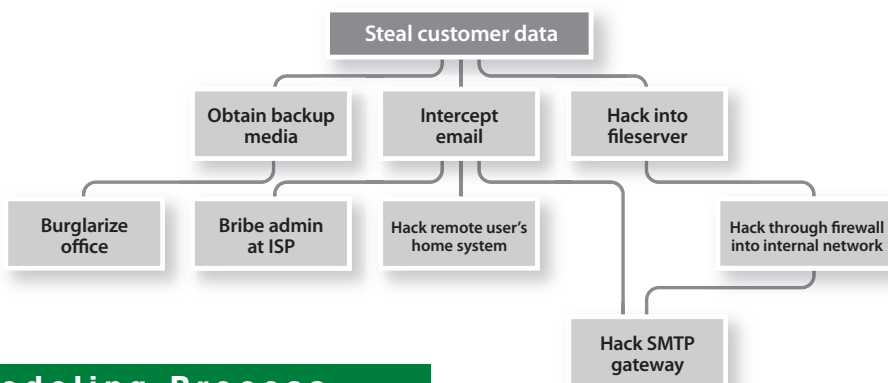 Steal customer data
Obtain backup
media
Intercept
email
Hack into
fileserver
Burglarize
office
Bribe admin
at ISP
Hack remote user's
home system
Hack through firewall
into internal network
Hack SMTP
gateway
Process